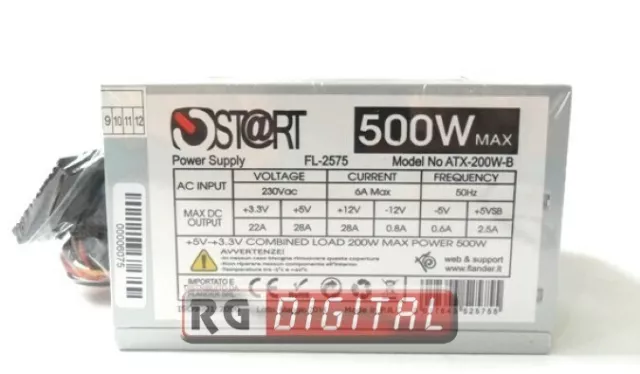 9 10 11 12
ST@RT
500W MAX
Power Supply FL-2575 Model No ATX-200W-B
AC INPUT VOLTAGE CURRENT FREQUENCY
230Vac 6A Max 50Hz
MAX DC OUTPUT +3.3V +5V +12V -12V -5V +5VSB
22A 28A 28A 0.8A 0.6A 2.5A
+5V-+3.3V COMBINED LOAD 200W MAX POWER 500W
AVVERTENZE!
web & support
www.flander.it
000006075
IMPORTATO E
CE
RG DIGITAL